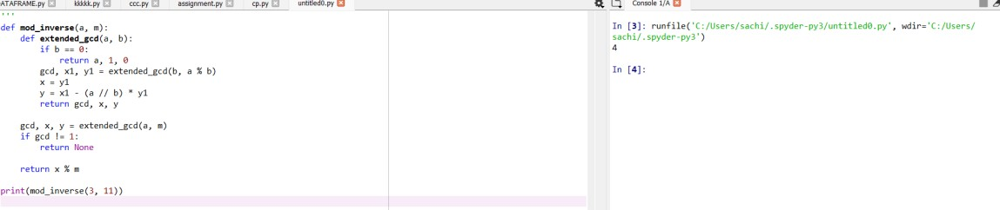 ATAFRAME.py kkkkk.py ccc.py assignment.py cp.py untitled0.py
'''
def mod_inverse(a, m):
    def extended_gcd(a, b):
        if b == 0:
            return a, 1, 0
        gcd, x1, y1 = extended_gcd(b, a % b)
        x = y1
        y = x1 - (a // b) * y1
        return gcd, x, y
    gcd, x, y = extended_gcd(a, m)
    if gcd != 1:
        return None
    return x % m
print(mod_inverse(3, 11))
Console 1/A
In [3]: runfile('C:/Users/sachi/.spyder-py3/untitled0.py', wdir='C:/Users/
sachi/.spyder-py3')
4
In [4]: